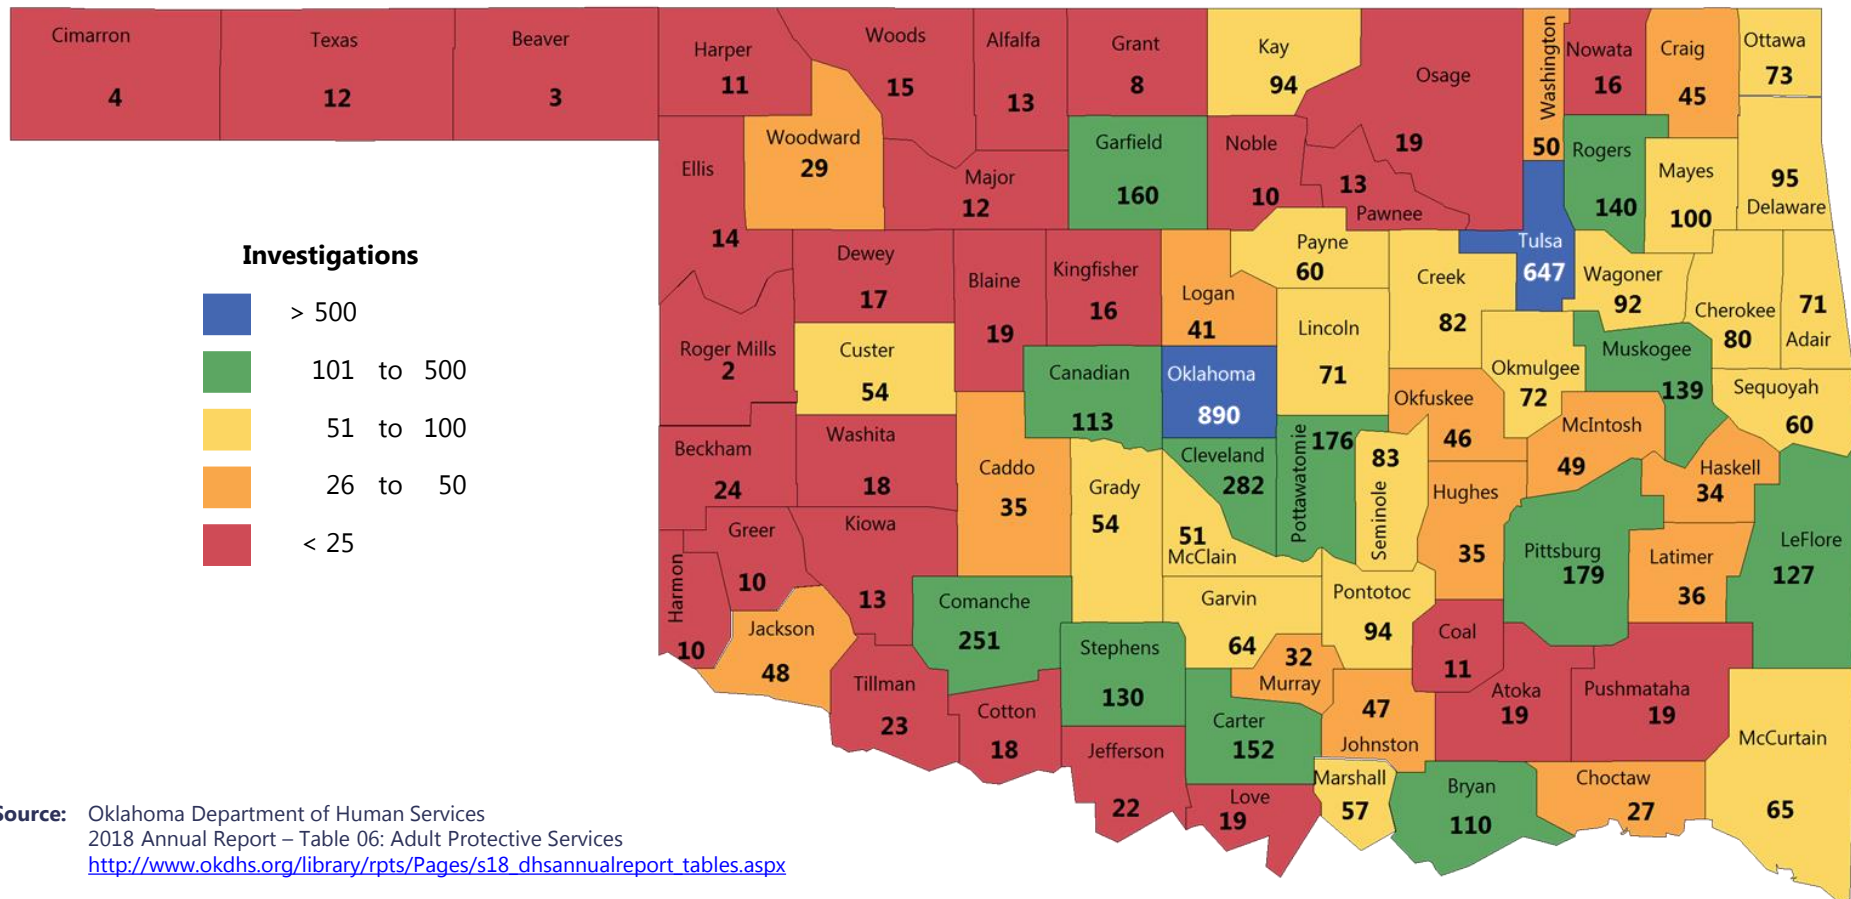 Cimarron
4
Texas
12
Beaver
3
Harper
11
Woods
15
Alfalfa
13
Grant
8
Kay
94
Osage
19
Washington
50
Nowata
16
Craig
45
Ottawa
73
Ellis
14
Woodward
29
Major
12
Garfield
160
Noble
10
13
Pawnee
Rogers
140
Mayes
100
95
Delaware
Investigations
> 500
101 to 500
51 to 100
26 to 50
< 25
Dewey
17
Blaine
19
Kingfisher
16
Logan
41
Payne
60
Creek
82
Tulsa
647
Wagoner
92
Cherokee
80
71
Adair
Roger Mills
2
Custer
54
Canadian
113
Oklahoma
890
Lincoln
71
Okfuskee
46
Okmulgee
72
Muskogee
139
Sequoyah
60
Beckham
24
Washita
18
Caddo
35
Grady
54
Cleveland
282
51
McClain
Pottawatomie
176
Seminole
83
Hughes
35
McIntosh
49
Haskell
34
Pittsburg
179
Latimer
36
LeFlore
127
Harmon
10
Greer
10
Kiowa
13
Jackson
48
Comanche
251
Stephens
130
Garvin
64
32
Murray
Pontotoc
94
Coal
11
Tillman
23
Cotton
18
Jefferson
22
Carter
152
47
Johnston
Atoka
19
Pushmataha
19
McCurtain
65
Love
19
Marshall
57
Bryan
110
Choctaw
27
Source: Oklahoma Department of Human Services
2018 Annual Report – Table 06: Adult Protective Services
http://www.okdhs.org/library/rpts/Pages/s18_dhsannualreport_tables.aspx